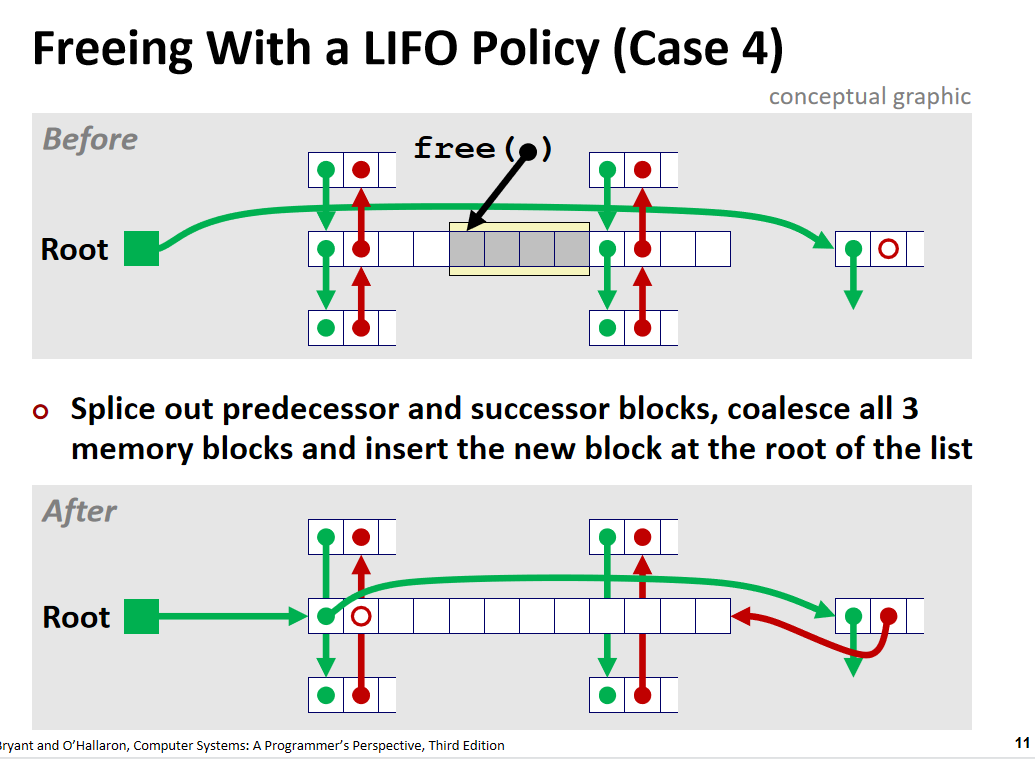 Freeing With a LIFO Policy (Case 4)
conceptual graphic
Before
free( )
Root
Splice out predecessor and successor blocks, coalesce all 3
memory blocks and insert the new block at the root of the list
After
Root
Bryant and O’Hallaron, Computer Systems: A Programmer’s Perspective, Third Edition
11